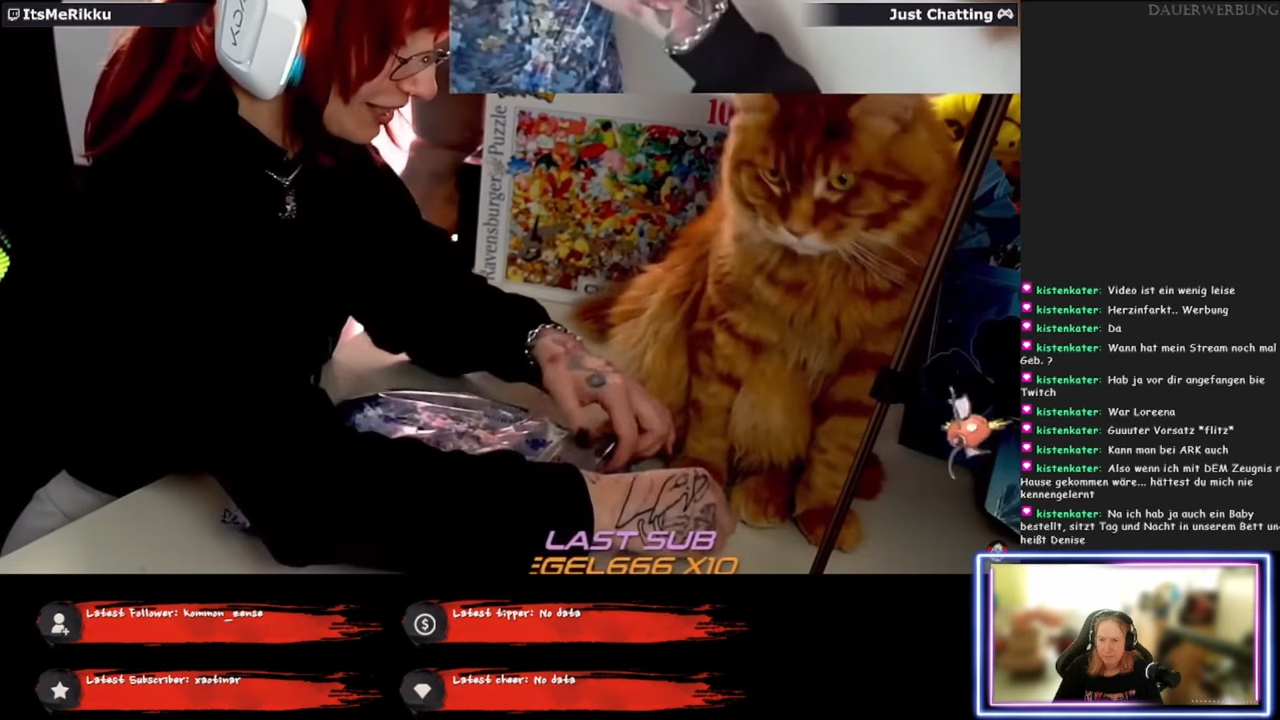 ItsMeRikku
Just Chatting
DAUERWERBUNG
10
Ravensburger Puzzle
kistenkater: Video ist ein wenig leise
kistenkater: Herzinfarkt.. Werbung
kistenkater: Da
kistenkater: Wann hat mein Stream noch mal
Geb. ?
kistenkater: Hab ja vor dir angefangen bie
Twitch
kistenkater: War Loreena
kistenkater: Guuuter Vorsatz *flitz*
kistenkater: Kann man bei ARK auch
kistenkater: Also wenn ich mit DEM Zeugnis
Hause gekommen wäre... hättest du mich nie
kennengelernt
kistenkater: Na ich hab ja auch ein Baby
bestellt, sitzt Tag und Nacht in unserem Bett
heißt Denise
LAST SUB
EGEL666 X10
Latest Follower: Kommon_sense
Latest tipper: No data
Latest Subscriber: xaotinar
Latest cheer: No data